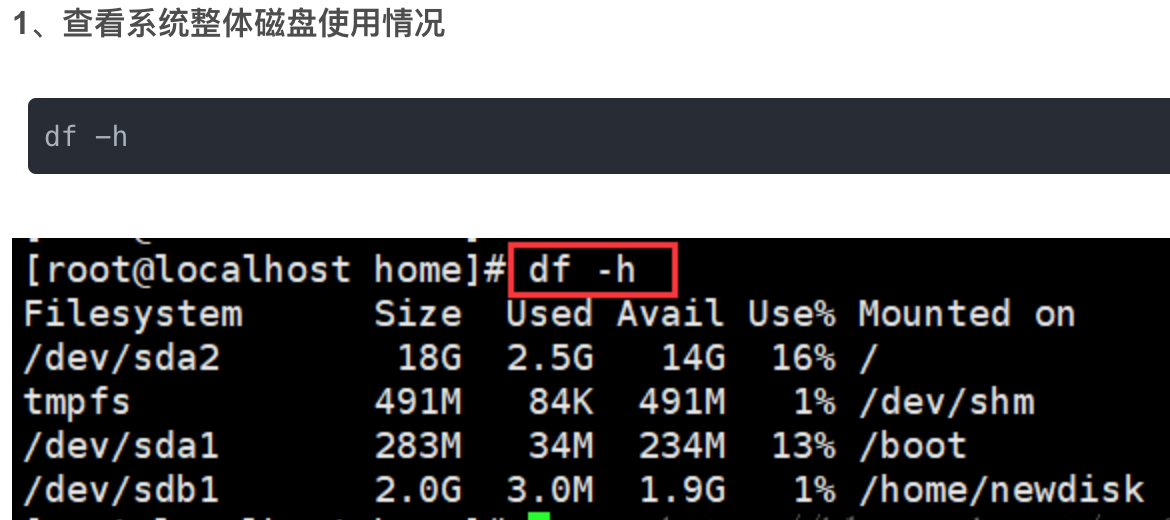 1、查看系统整体磁盘使用情况
df -h
[root@localhost home]# df -h
Filesystem Size Used Avail Use% Mounted on
/dev/sda2 18G 2.5G 14G 16% /
tmpfs 491M 84K 491M 1% /dev/shm
/dev/sda1 283M 34M 234M 13% /boot
/dev/sdb1 2.0G 3.0M 1.9G 1% /home/newdisk